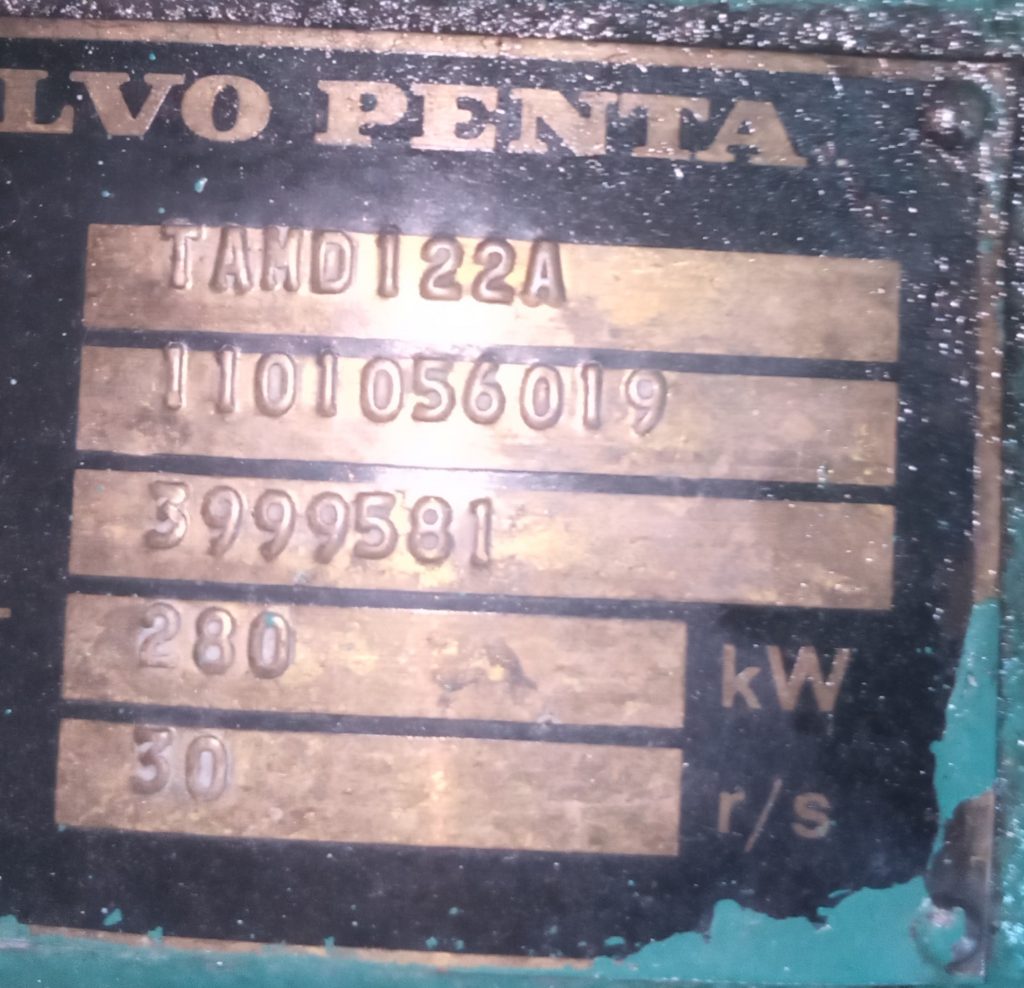 LVO PENTA
TAMD122A
1101056019
3999581
280 kW
30 r/s